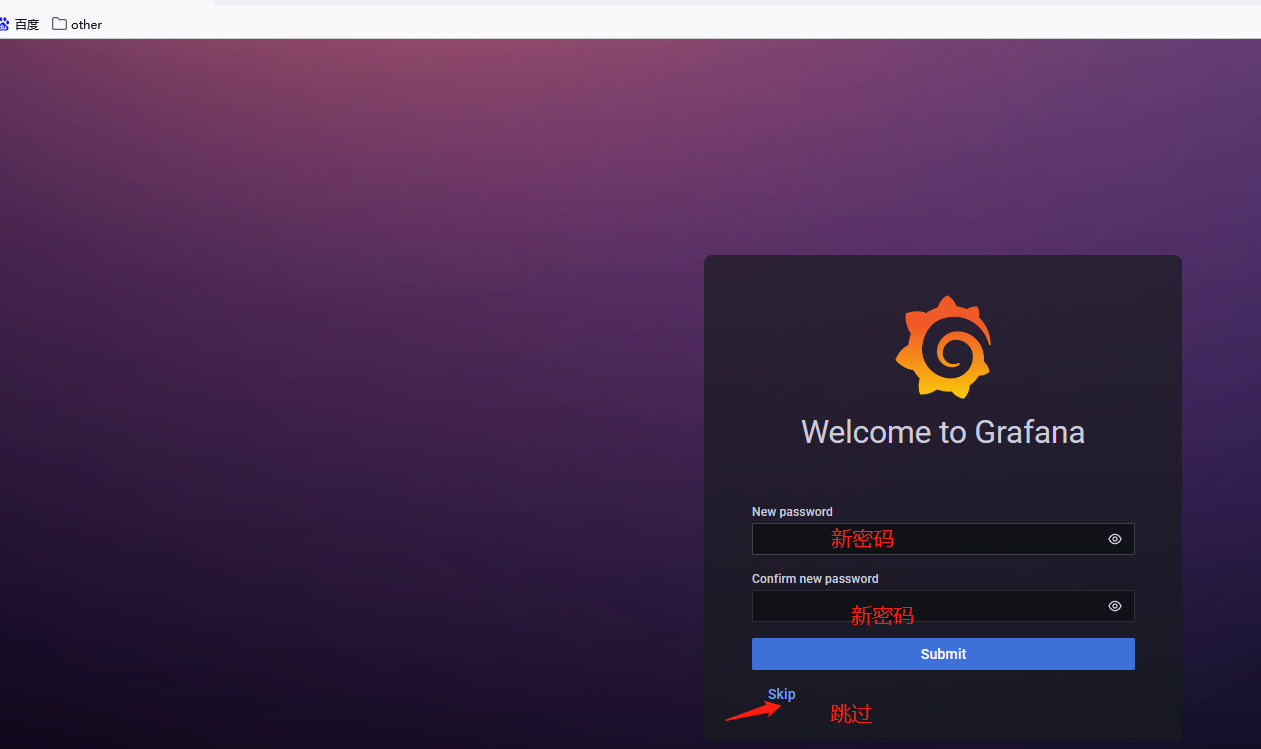 百度 other
Welcome to Grafana
New password
新密码
Confirm new password
新密码
Submit
Skip
跳过